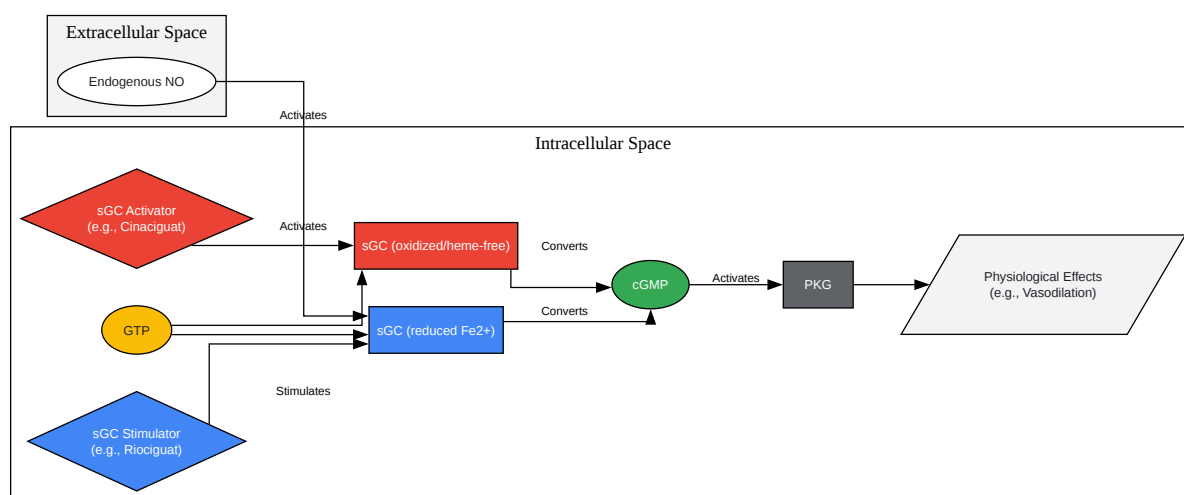 Extracellular Space
Endogenous NO
Activates
Intracellular Space
sGC Activator
(e.g., Cinaciguat)
Activates
sGC (oxidized/heme-free)
Converts
cGMP
Activates
PKG
Physiological Effects
(e.g., Vasodilation)
GTP
sGC (reduced Fe2+)
Converts
Stimulates
sGC Stimulator
(e.g., Riociguat)